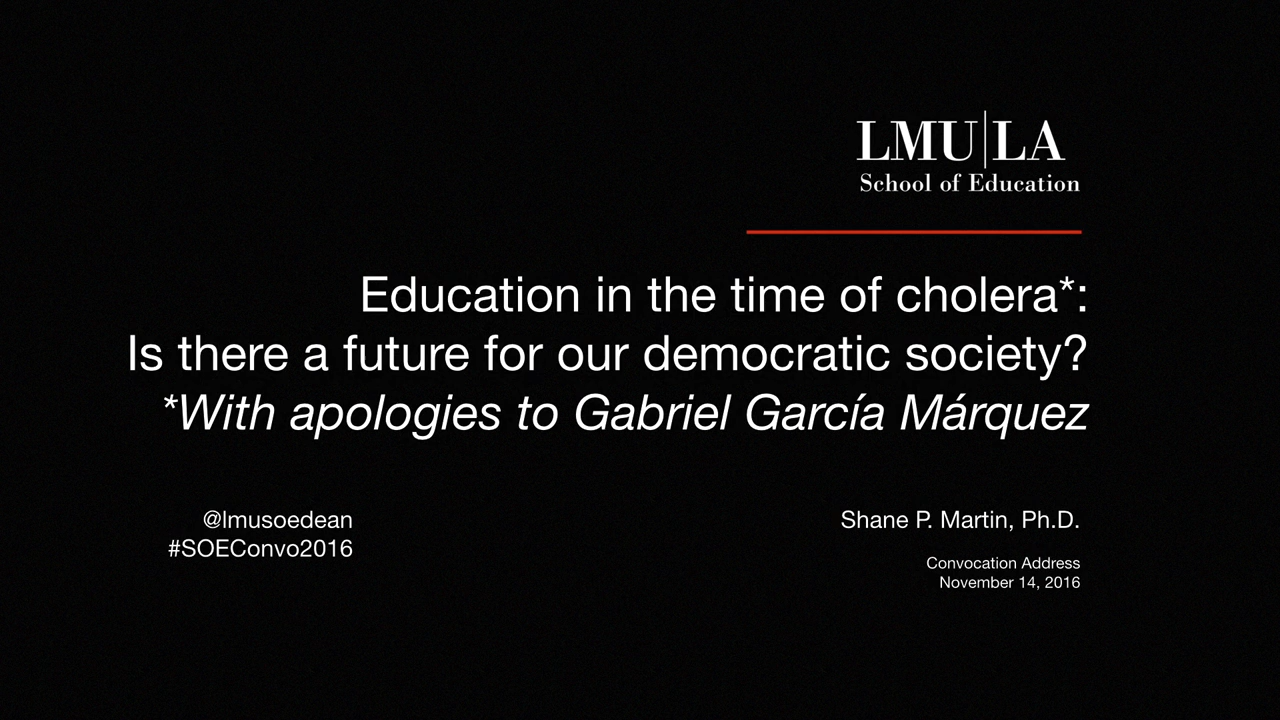 LMU|LA
School of Education
Education in the time of cholera*:
Is there a future for our democratic society?
*With apologies to Gabriel García Márquez
@lmusoedean
#SOEConvo2016
Shane P. Martin, Ph.D.
Convocation Address
November 14, 2016